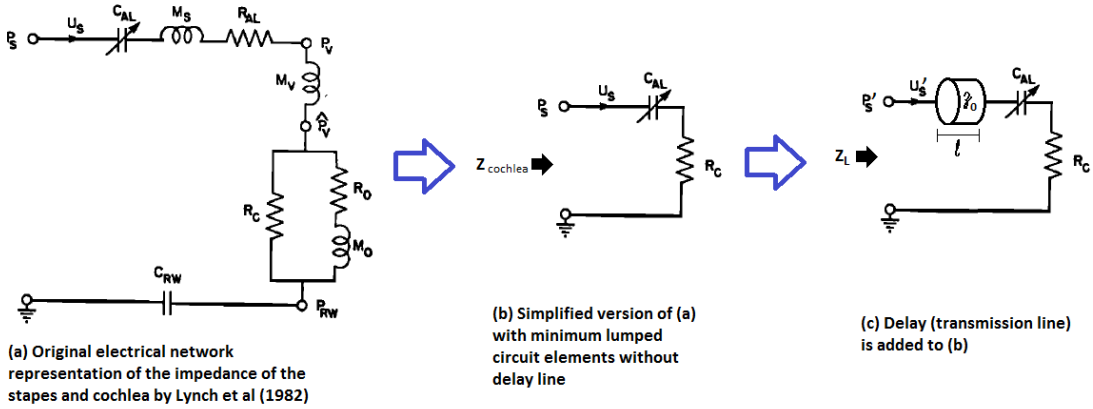 P_S U_S C_AL M_S R_AL P_V
M_V
P̂_V
R_C R_O
M_O
C_RW P_RW
(a) Original electrical network
representation of the impedance of the
stapes and cochlea by Lynch et al (1982)
P_S U_S C_AL
Z_cochlea
R_C
(b) Simplified version of (a)
with minimum lumped
circuit elements without
delay line
P_S' U_S' z_0 C_AL
l
Z_L
R_C
(c) Delay (transmission line)
is added to (b)